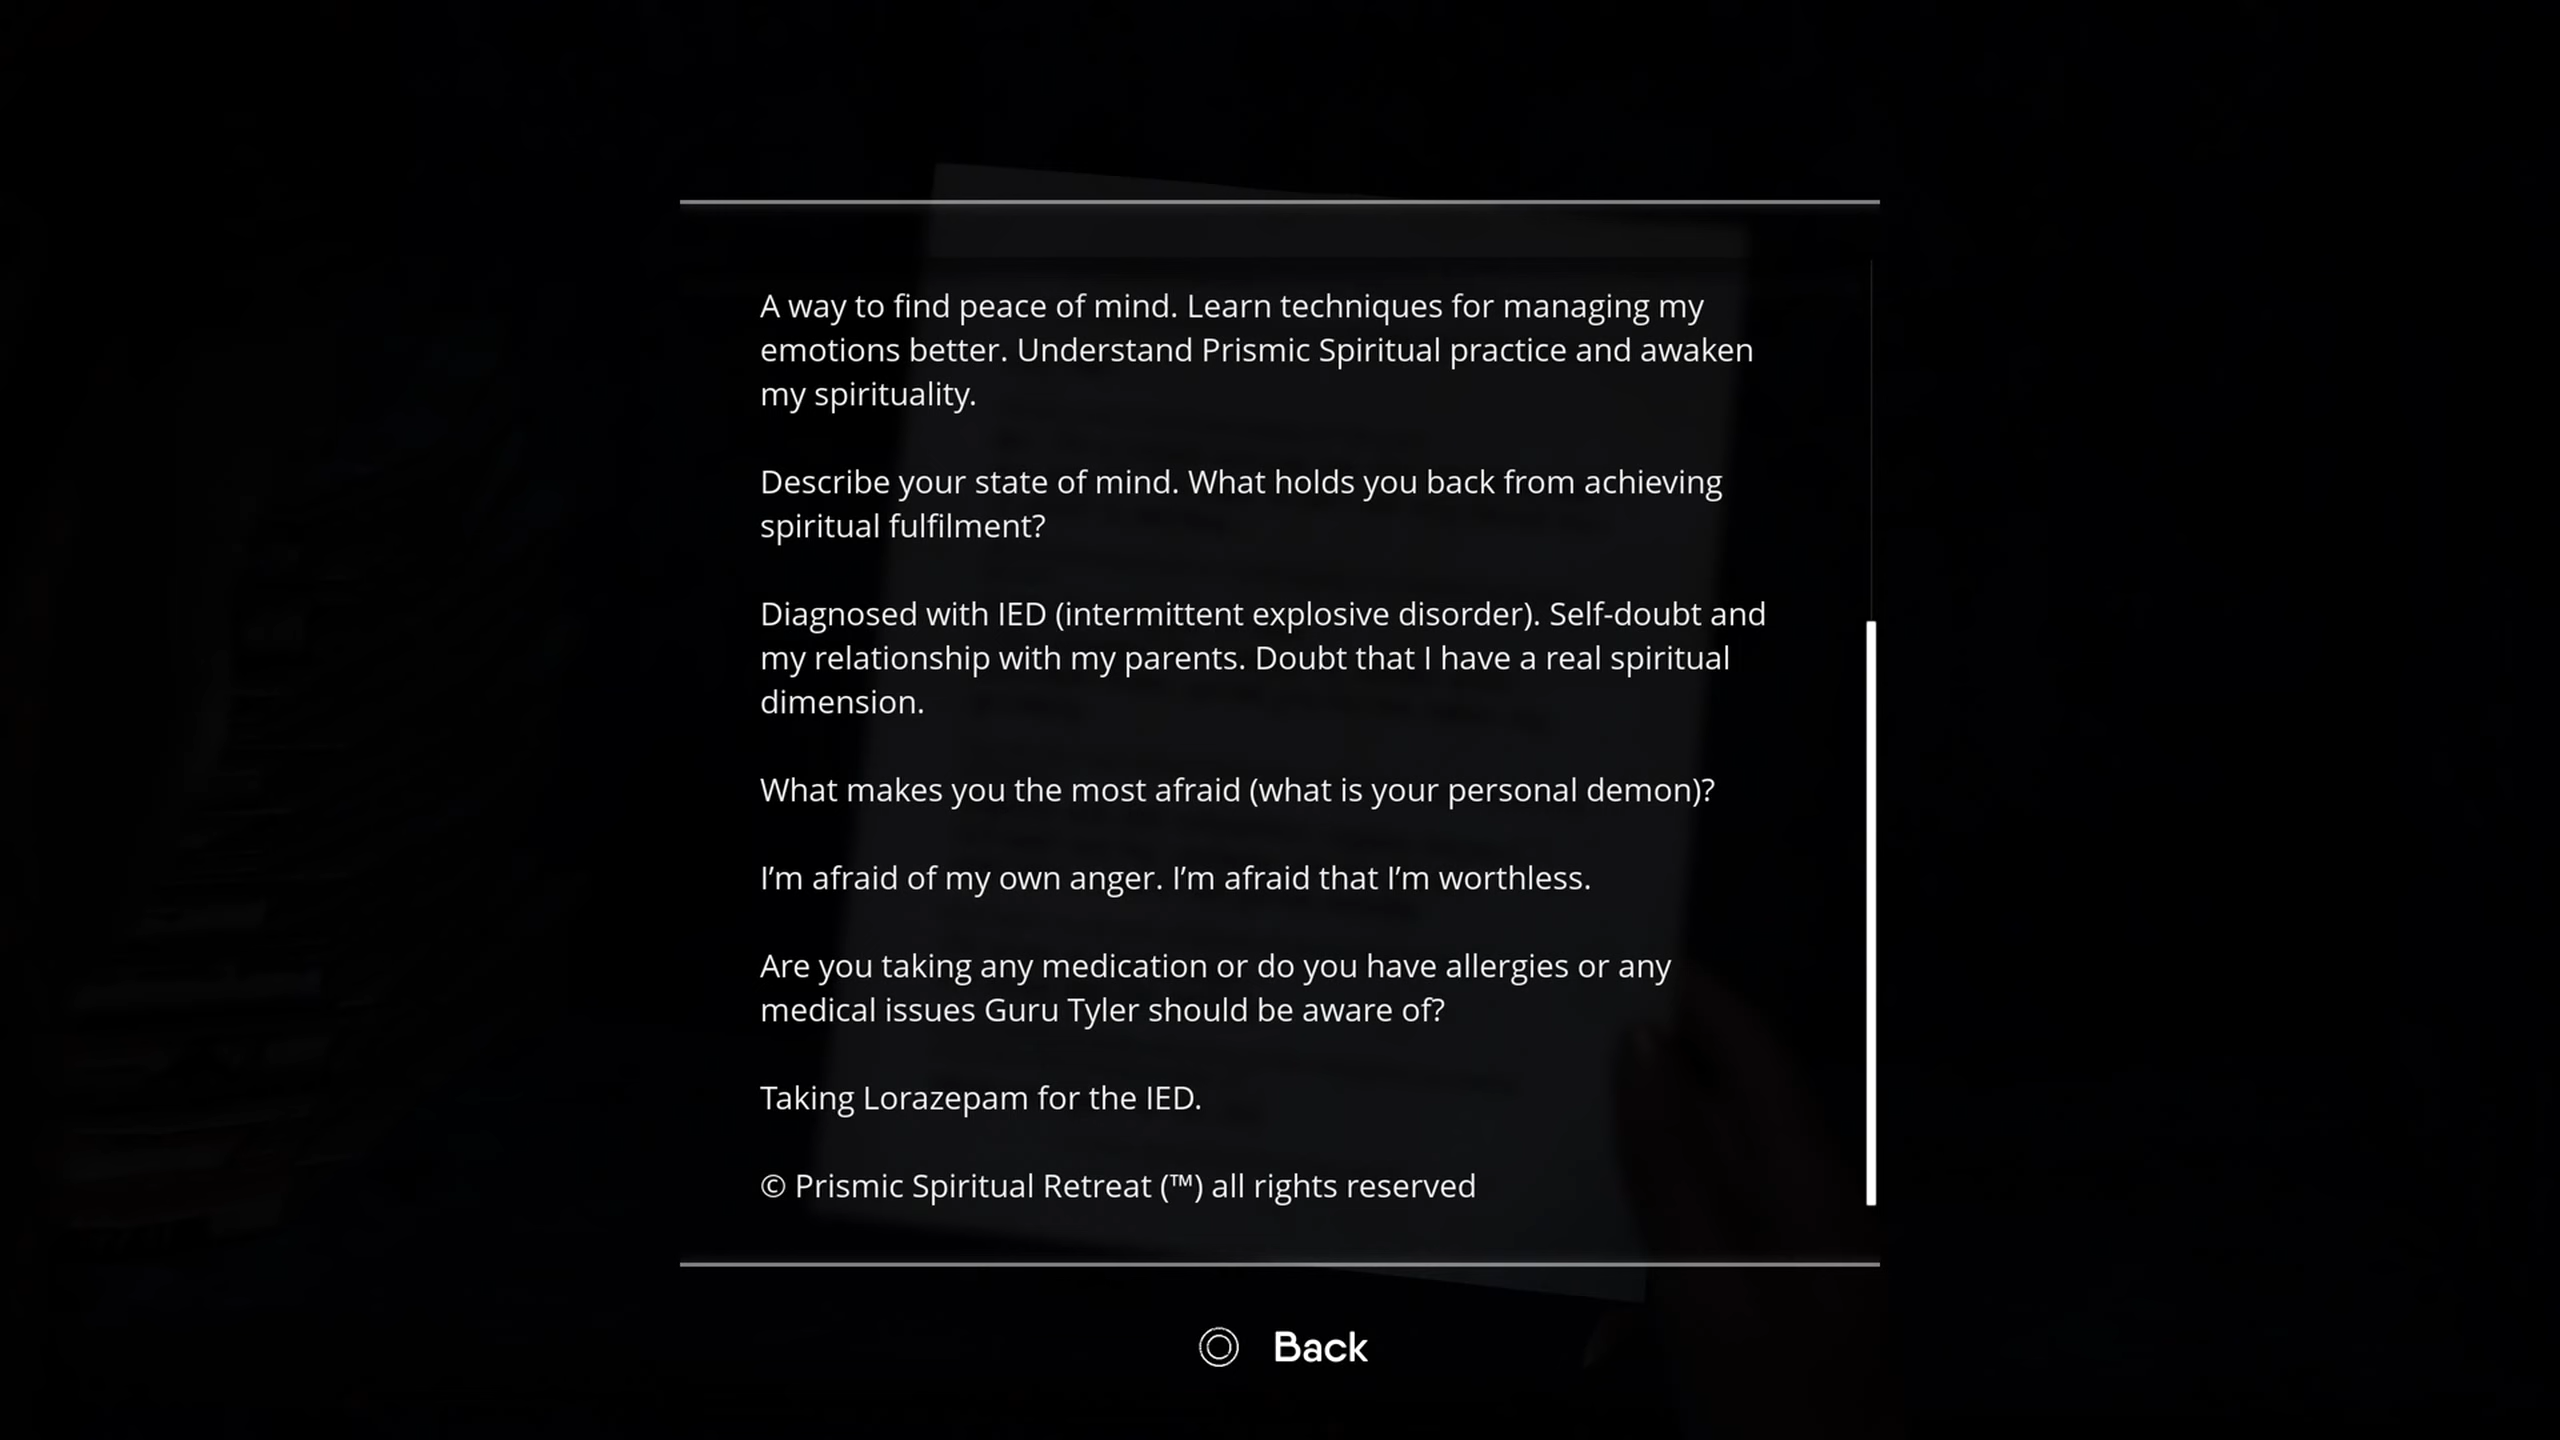 A way to find peace of mind. Learn techniques for managing my
emotions better. Understand Prismic Spiritual practice and awaken
my spirituality.
Describe your state of mind. What holds you back from achieving
spiritual fulfilment?
Diagnosed with IED (intermittent explosive disorder). Self-doubt and
my relationship with my parents. Doubt that I have a real spiritual
dimension.
What makes you the most afraid (what is your personal demon)?
I’m afraid of my own anger. I’m afraid that I’m worthless.
Are you taking any medication or do you have allergies or any
medical issues Guru Tyler should be aware of?
Taking Lorazepam for the IED.
© Prismic Spiritual Retreat (™) all rights reserved
Back